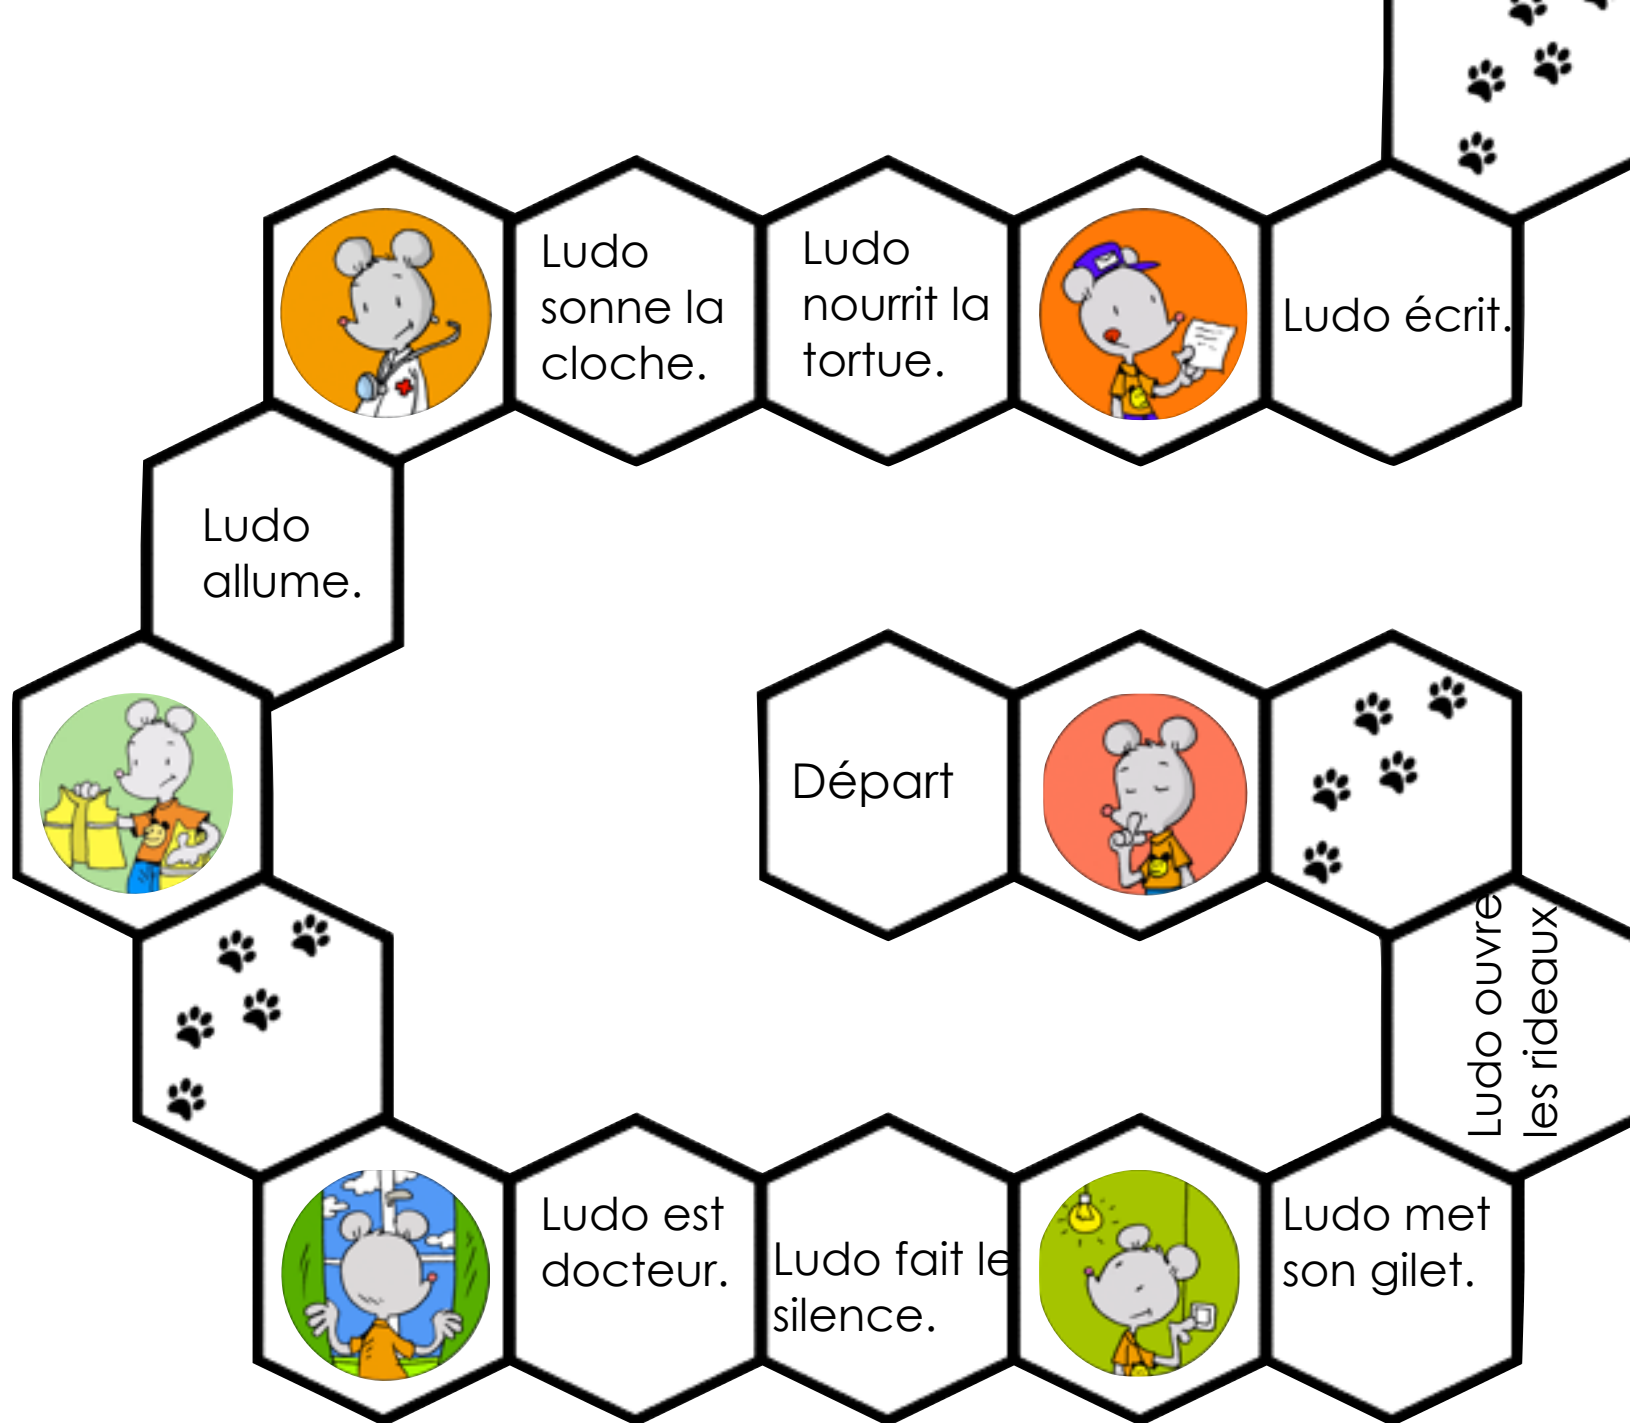 Ludo
sonne la
cloche.
Ludo
nourrit la
tortue.
Ludo écrit.
Ludo
allume.
Départ
Ludo ouvre
les rideaux
Ludo est
docteur.
Ludo fait le
silence.
Ludo met
son gilet.